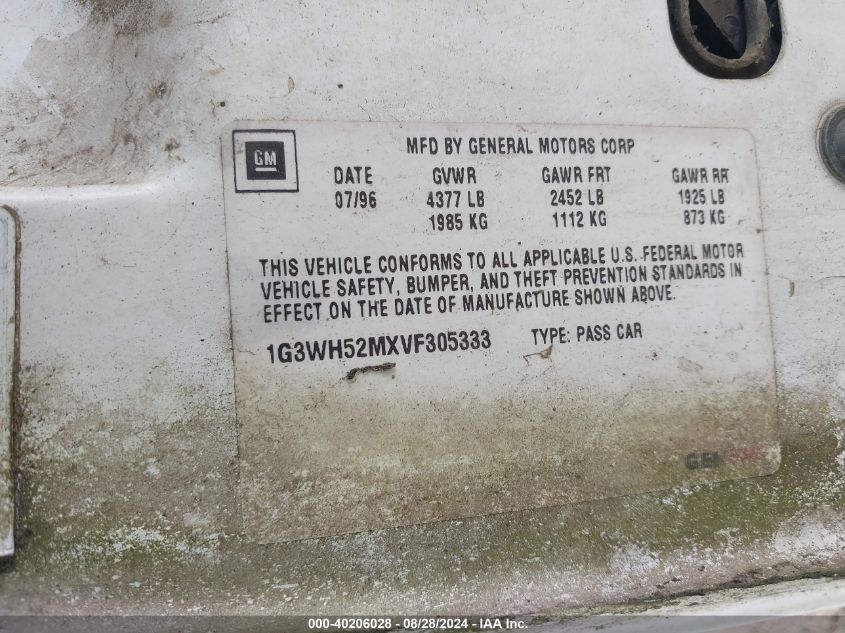 GM
MFD BY GENERAL MOTORS CORP
DATE GVWR GAWR FRT GAWR RR
07/96 4377 LB 2452 LB 1925 LB
1985 KG 1112 KG 873 KG
THIS VEHICLE CONFORMS TO ALL APPLICABLE U.S. FEDERAL MOTOR
VEHICLE SAFETY, BUMPER, AND THEFT PREVENTION STANDARDS IN
EFFECT ON THE DATE OF MANUFACTURE SHOWN ABOVE.
1G3WH52MXVF305333 TYPE: PASS CAR
000-40206028 - 08/28/2024 - IAA Inc.